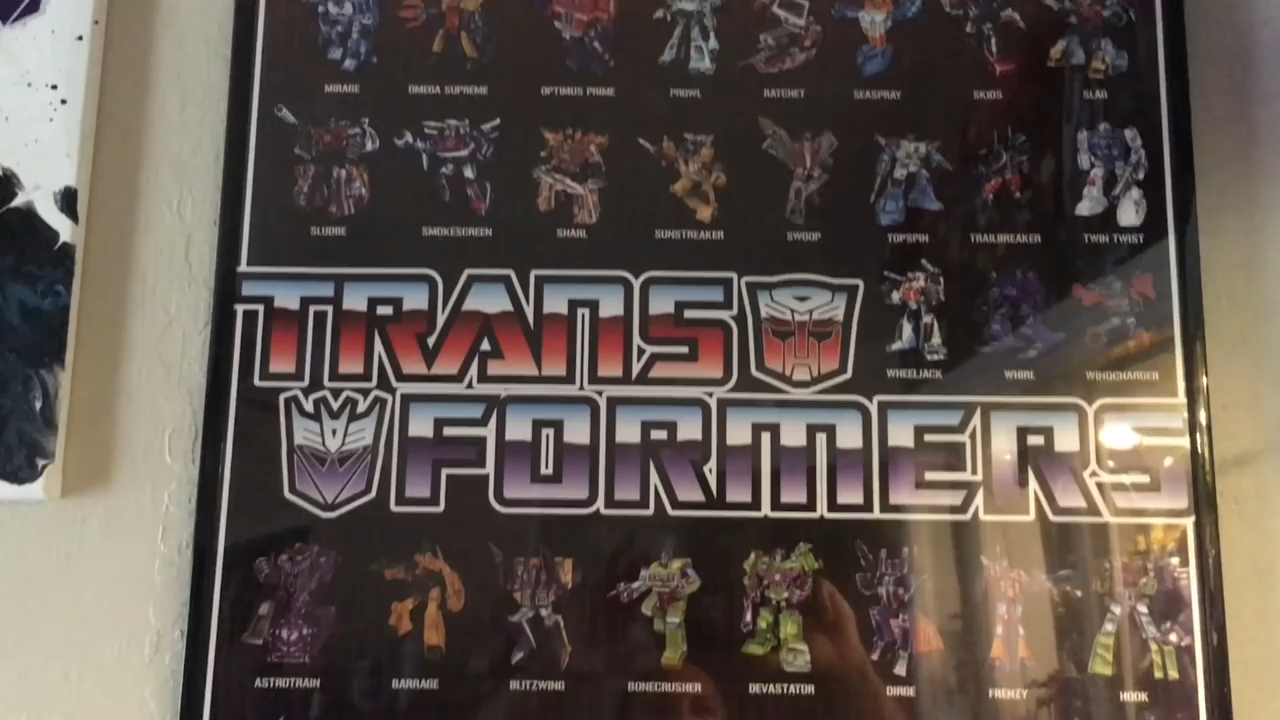 MIRAGE OMEGA SUPREME OPTIMUS PRIME PROWL RATCHET SEASPRAY SKIDS SLAG
SLUDGE SMOKESCREEN SNARL SUNSTREAKER SWOOP TOPSPIN TRAILBREAKER TWIN TWIST
TRANS
WHEELJACK WHIRL WINDCHARGER
FORMERS
ASTROTRAIN BARRAGE BLITZWING BONECRUSHER DEVASTATOR DIRGE FRENZY HOOK